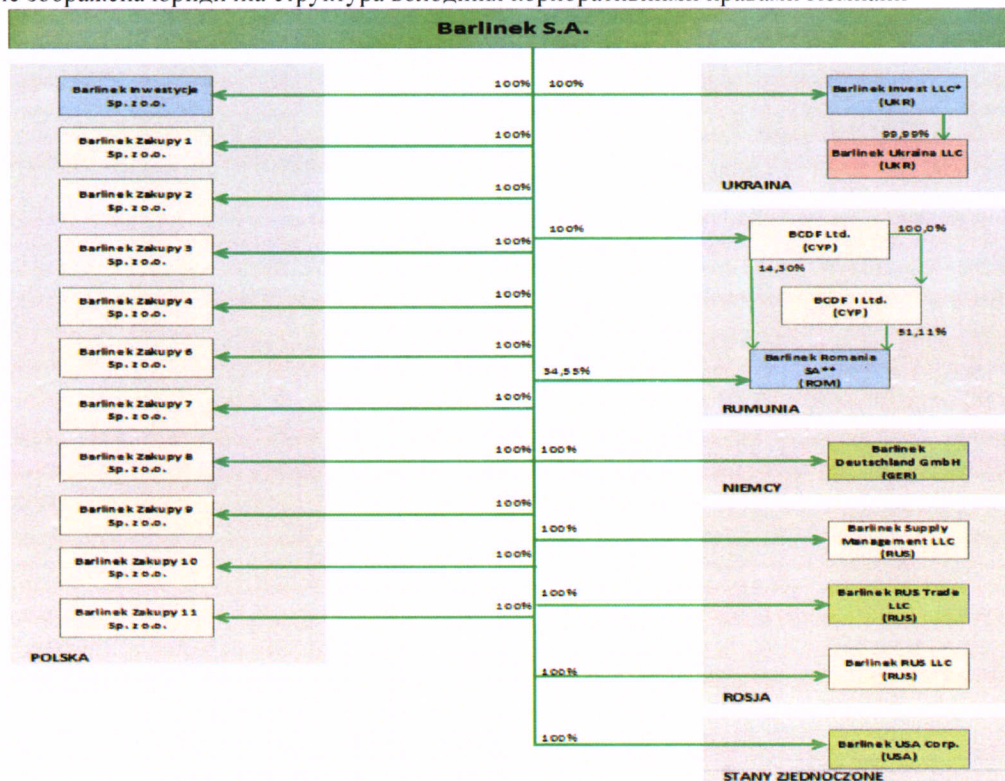 юридична структура володіння корпоративними правами
Barlinek S.A.
Barlinek Inwestycje
Sp. z o.o.
100%
Barlinek Zakupy 1
Sp. z o.o.
100%
Barlinek Zakupy 2
Sp. z o.o.
100%
Barlinek Zakupy 3
Sp. z o.o.
100%
Barlinek Zakupy 4
Sp. z o.o.
100%
Barlinek Zakupy 6
Sp. z o.o.
100%
Barlinek Zakupy 7
Sp. z o.o.
100%
Barlinek Zakupy 8
Sp. z o.o.
100%
Barlinek Zakupy 9
Sp. z o.o.
100%
Barlinek Zakupy 10
Sp. z o.o.
100%
Barlinek Zakupy 11
Sp. z o.o.
100%
POLSKA
100%
Barlinek Invest LLC*
(UKR)
99,99%
Barlinek Ukraina LLC
(UKR)
UKRAINA
100%
BCDF Ltd.
(CYP)
100,0%
14,30%
BCDF I Ltd.
(CYP)
51,11%
34,55%
Barlinek Romania
SA**
(ROM)
RUMUNIA
100%
Barlinek
Deutschland GmbH
(GER)
NIEMCY
100%
Barlinek Supply
Management LLC
(RUS)
100%
Barlinek RUS Trade
LLC
(RUS)
100%
Barlinek RUS LLC
(RUS)
ROSJA
100%
Barlinek USA Corp.
(USA)
STANY ZJEDNOCZONE